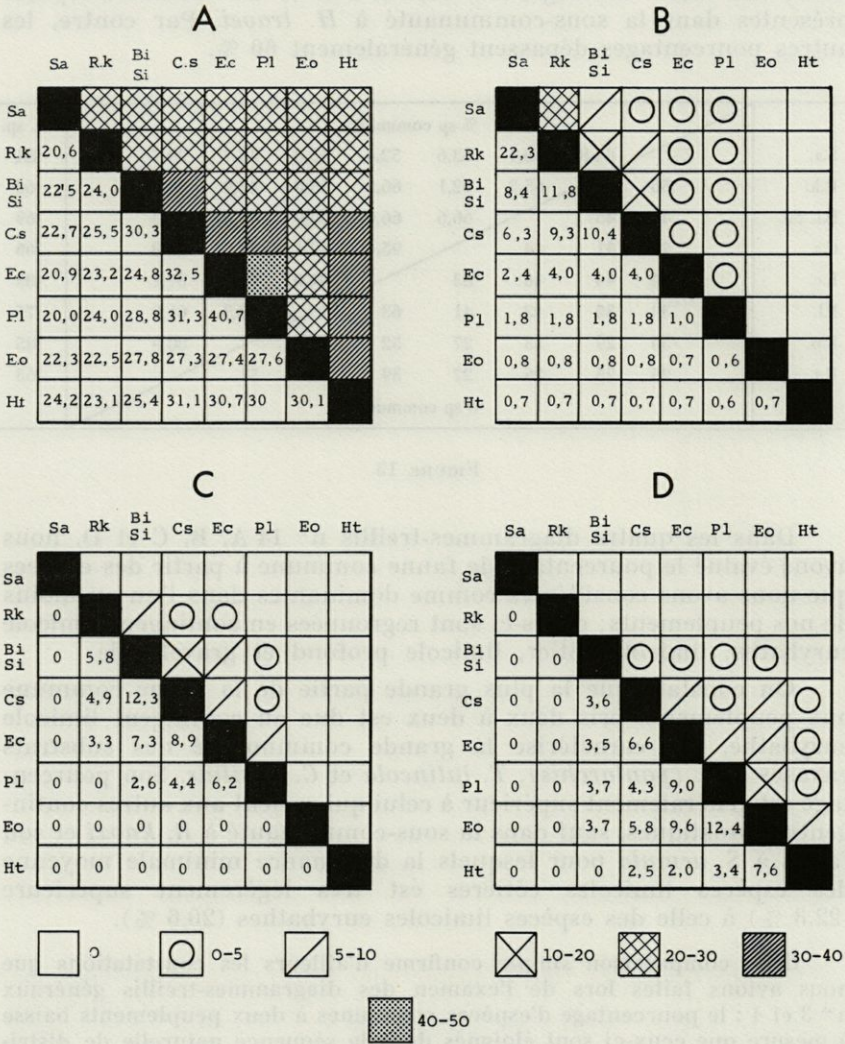 A
Sa Rk Bi Si C.s Ec Pl Eo Ht
Sa
Rk 20,6
Bi Si 22'5 24,0
Cs 22,7 25,5 30,3
Ec 20,9 23,2 24,8 32,5
Pl 20,0 24,0 28,8 31,3 40,7
Eo 22,3 22,5 27,8 27,3 27,4 27,6
Ht 24,2 23,1 25,4 31,1 30,7 30 30,1
B
Sa Rk Bi Si Cs Ec Pl Eo Ht
Sa
Rk 22,3
Bi Si 8,4 11,8
Cs 6,3 9,3 10,4
Ec 2,4 4,0 4,0 4,0
Pl 1,8 1,8 1,8 1,8 1,0
Eo 0,8 0,8 0,8 0,8 0,7 0,6
Ht 0,7 0,7 0,7 0,7 0,7 0,6 0,7
C
Sa Rk Bi Si Cs Ec Pl Eo Ht
Sa
Rk 0
Bi Si 0 5,8
Cs 0 4,9 12,3
Ec 0 3,3 7,3 8,9
Pl 0 0 2,6 4,4 6,2
Eo 0 0 0 0 0 0
Ht 0 0 0 0 0 0 0
D
Sa Rk Bi Si Cs Ec Pl Eo Ht
Sa
Rk 0
Bi Si 0 0
Cs 0 0 3,6
Ec 0 0 3,5 6,6
Pl 0 0 3,7 4,3 9,0
Eo 0 0 3,7 5,8 9,6 12,4
Ht 0 0 0 2,5 2,0 3,4 7,6
0 0-5 5-10 10-20 20-30 30-40
40-50